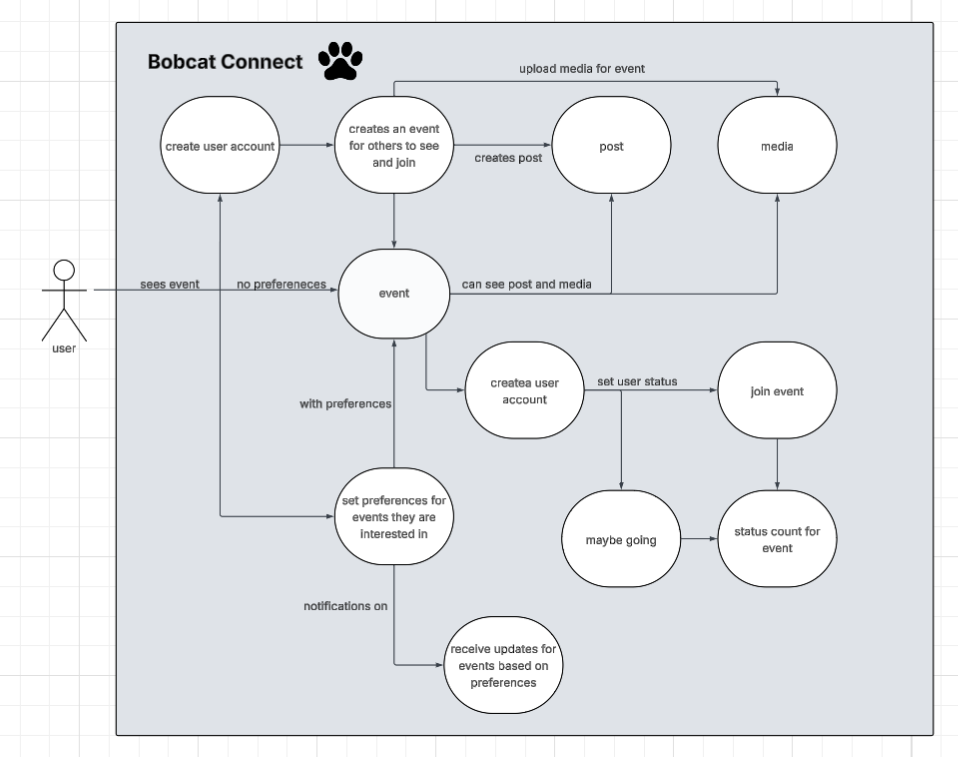 Bobcat Connect
upload media for event
create user account
creates an event
for others to see
and join
creates post
post
media
sees event
no prefereneces
event
can see post and media
user
createa user
account
set user status
join event
with preferences
set preferences for
events they are
interested in
maybe going
status count for
event
notifications on
receive updates for
events based on
preferences